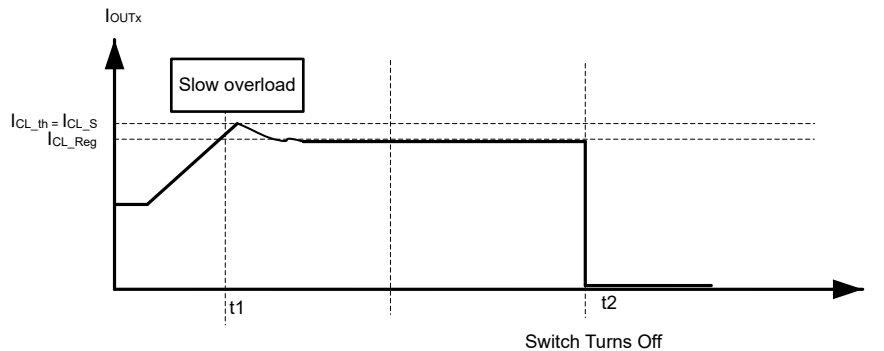 IOUTx
Slow overload
ICL_th = ICL_S
ICL_Reg
t1
t2
Switch Turns Off